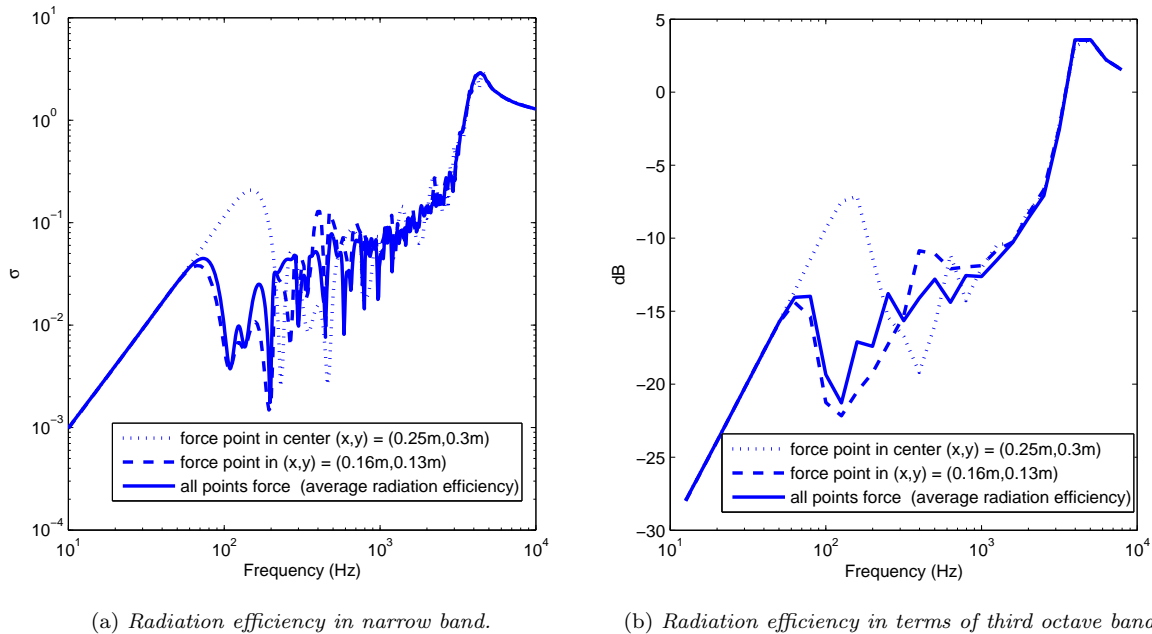 10^1
10^0
10^-1
10^-2
10^-3
10^-4
σ
force point in center (x,y) = (0.25m,0.3m)
force point in (x,y) = (0.16m,0.13m)
all points force (average radiation efficiency)
10^1 10^2 10^3 10^4
Frequency (Hz)
(a) Radiation efficiency in narrow band.
5
0
−5
−10
−15
−20
−25
−30
dB
force point in center (x,y) = (0.25m,0.3m)
force point in (x,y) = (0.16m,0.13m)
all points force (average radiation efficiency)
10^1 10^2 10^3 10^4
Frequency (Hz)
(b) Radiation efficiency in terms of third octave band